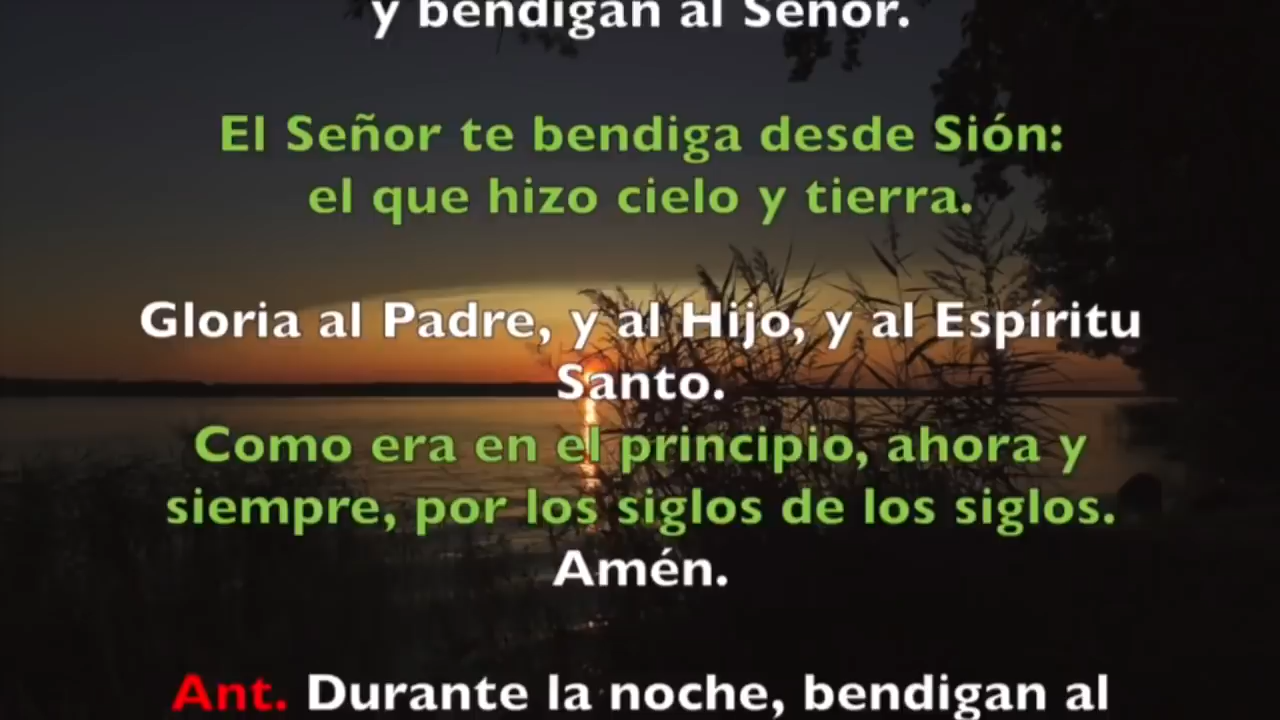 y bendigan al Señor.
El Señor te bendiga desde Sión:
el que hizo cielo y tierra.
Gloria al Padre, y al Hijo, y al Espíritu
Santo.
Como era en el principio, ahora y
siempre, por los siglos de los siglos.
Amén.
Ant. Durante la noche, bendigan al